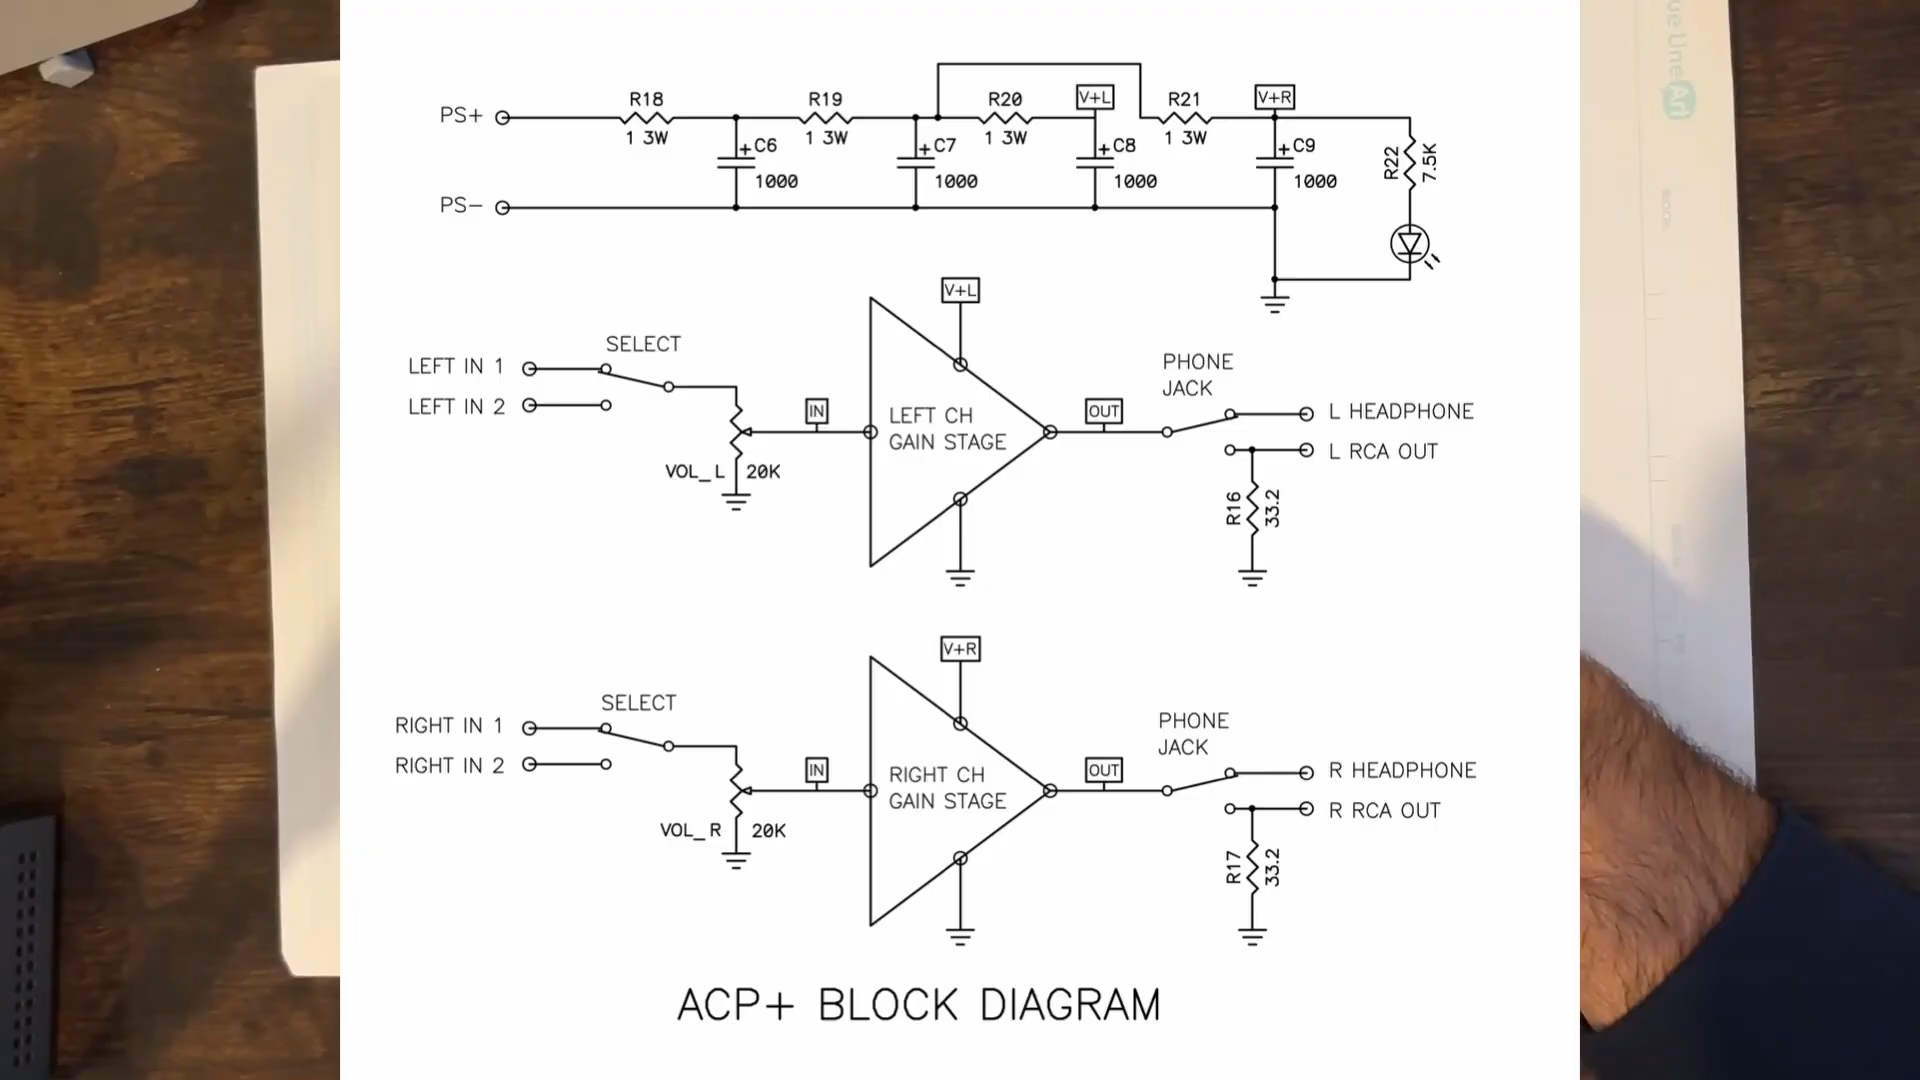 R18
R19
R20
V+L
R21
V+R
PS+
1 3W
1 3W
1 3W
1 3W
+ C6
+ C7
+ C8
+ C9
1000
1000
1000
1000
R22
7.5K
PS-
V+L
SELECT
LEFT IN 1
LEFT IN 2
IN
LEFT CH
GAIN STAGE
OUT
PHONE
JACK
L HEADPHONE
L RCA OUT
VOL_L 20K
R16
33.2
V+R
SELECT
RIGHT IN 1
RIGHT IN 2
IN
RIGHT CH
GAIN STAGE
OUT
PHONE
JACK
R HEADPHONE
R RCA OUT
VOL_R 20K
R17
33.2
ACP+ BLOCK DIAGRAM